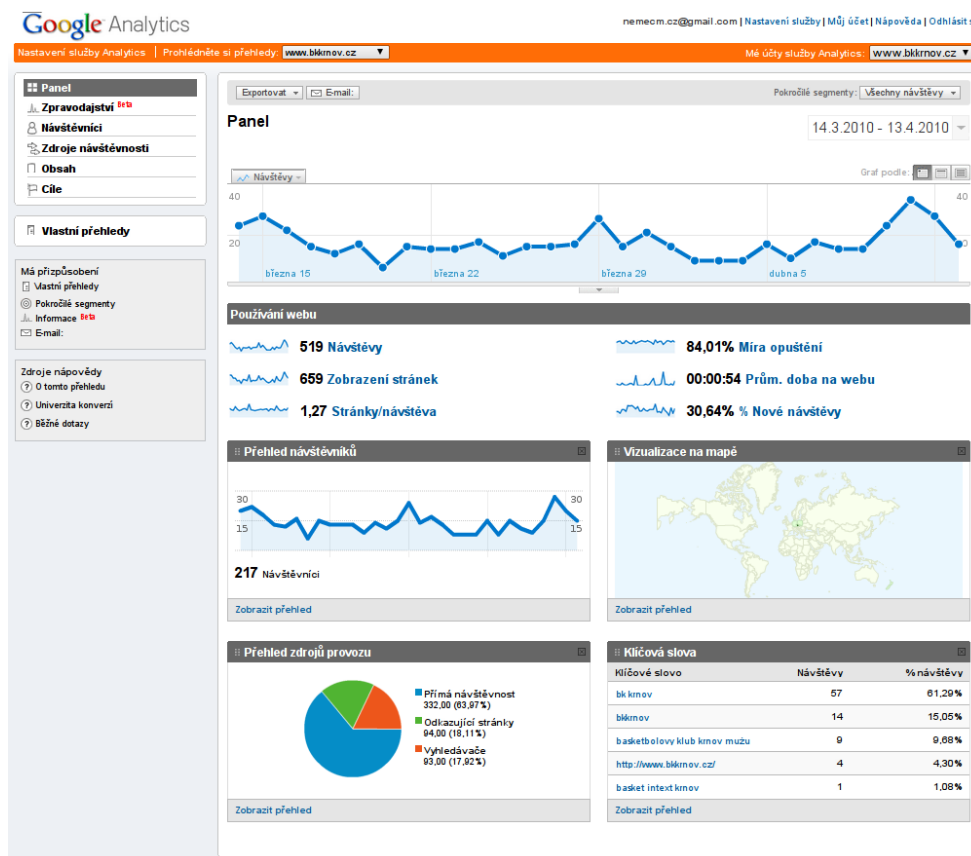 Google Analytics
nemecm.cz@gmail.com | Nastavení služby | Můj účet | Nápověda | Odhlásit s
Nastavení služby Analytics | Prohlédněte si přehledy: www.bkkrnov.cz ▼
Mé účty služby Analytics: www.bkkrnov.cz ▼
Panel
Zpravodajství Beta
Návštěvníci
Zdroje návštěvnosti
Obsah
Cíle
Vlastní přehledy
Má přizpůsobení
Vlastní přehledy
Pokročilé segmenty
Informace Beta
E-mail:
Zdroje nápovědy
O tomto přehledu
Univerzita konverzí
Běžné dotazy
Exportovat
E-mail:
Pokročilé segmenty: Všechny návštěvy
Panel
14.3.2010 - 13.4.2010
Návštěvy
Graf podle:
40 40
20 20
března 15 března 22 března 29 dubna 5
Používání webu
519 Návštěvy
659 Zobrazení stránek
1,27 Stránky/návštéva
84,01% Míra opuštění
00:00:54 Prům. doba na webu
30,64% % Nové návštěvy
Přehled návštěvníků
30 30
15 15
217 Návštěvníci
Zobrazit přehled
Vizualizace na mapě
Zobrazit přehled
Přehled zdrojů provozu
Přímá návštěvnost
332,00 (63,97%)
Odkazující stránky
94,00 (18,11%)
Vyhledávače
93,00 (17,92%)
Zobrazit přehled
Klíčová slova
Klíčové slovo Návštěvy % návštěvy
bk krnov 57 61,29%
bkkrnov 14 15,05%
basketbolovy klub krnov mužu 9 9,68%
http://www.bkkrnov.cz/ 4 4,30%
basket intext krnov 1 1,08%
Zobrazit přehled